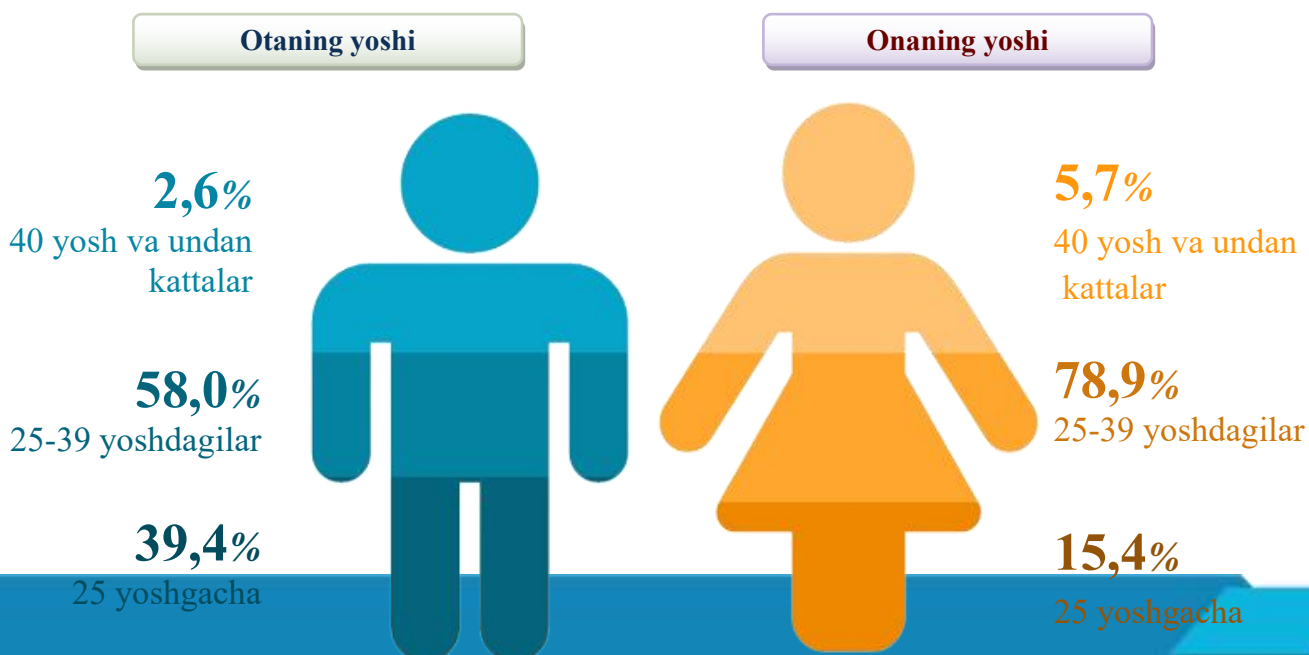 Otaning yoshi
2,6%
40 yosh va undan
kattalar
58,0%
25-39 yoshdagilar
39,4%
25 yoshgacha
Onaning yoshi
5,7%
40 yosh va undan
kattalar
78,9%
25-39 yoshdagilar
15,4%
25 yoshgacha